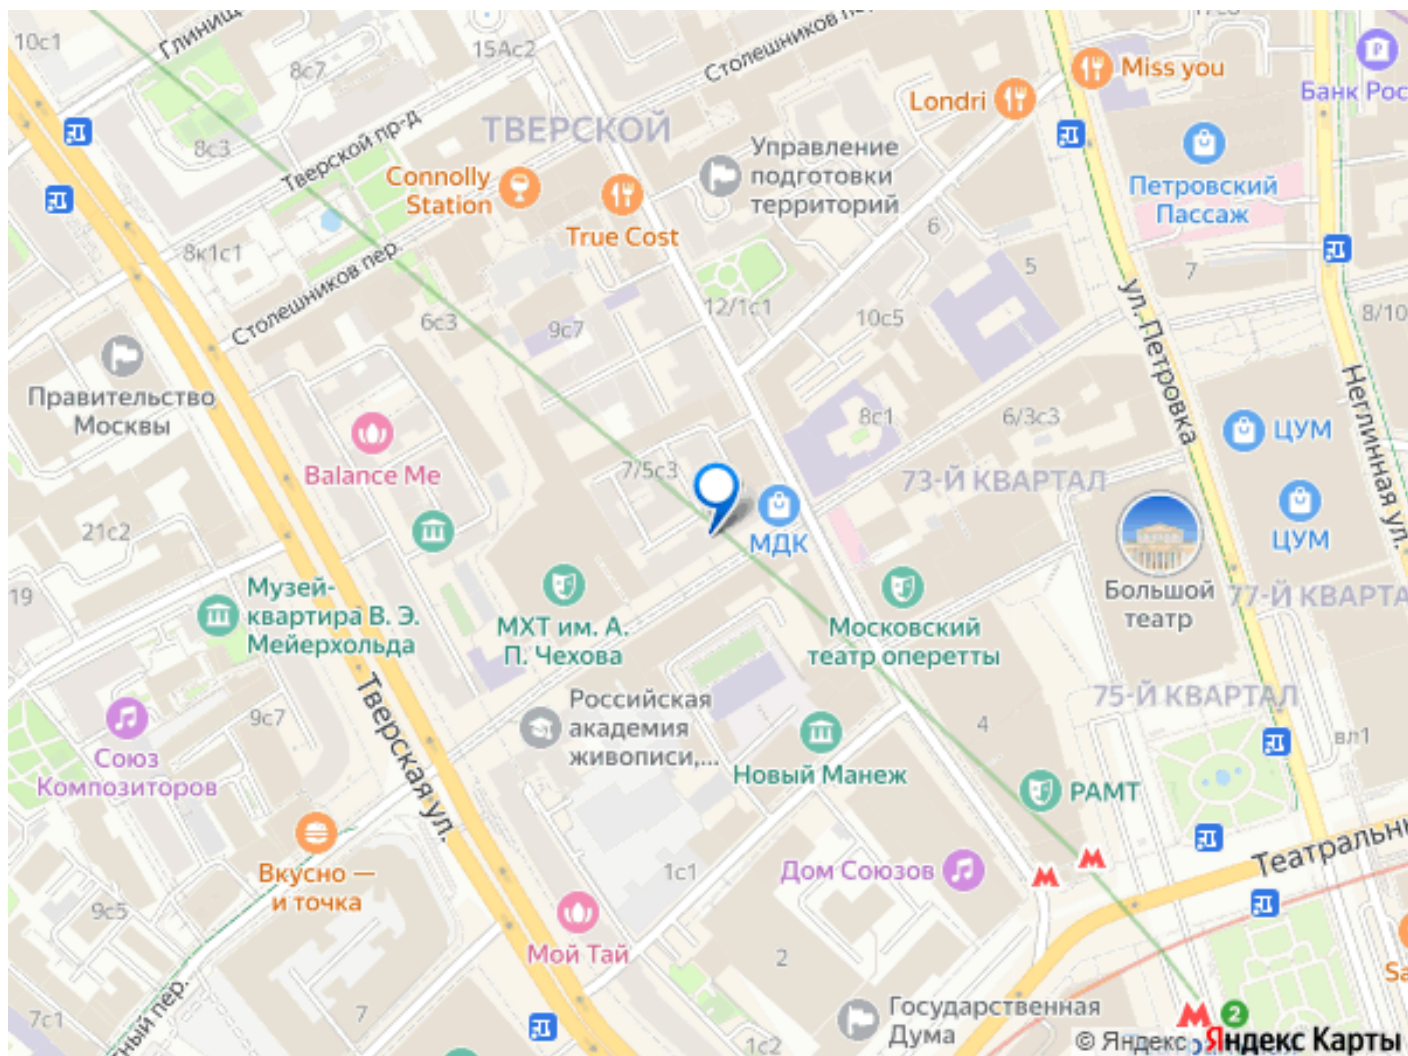 10с1
Глинищ
8с7
15Ас2
Столешников пе
Miss you
Банк Рос
Londri
ТВЕРСКОЙ
8с3
Тверской пр-д
Управление
подготовки
территорий
Connolly
Station
True Cost
Петровский
Пассаж
6
5
7
8к1с1
Столешников пер.
6с3
9с7
12/1с1
10с5
ул. Петровка
8/10
Правительство
Москвы
Неглинная ул.
8с1
6/3с3
ЦУМ
Balance Me
7/5с3
73-Й КВАРТАЛ
ЦУМ
21с2
МДК
Большой
театр
77-Й КВАРТА
19
Музей-
квартира В. Э.
Мейерхольда
МХТ им. А.
П. Чехова
Московский
театр оперетты
Тверская ул.
Российская
академия
живописи,...
75-Й КВАРТАЛ
9с7
4
вл1
Союз
Композиторов
Новый Манеж
РАМТ
Вкусно —
и точка
1с1
Дом Союзов
Театральн
9с5
Мой Тай
2
Sa
7с1
ный пер.
7
1с2
Государственная
Дума
2
© Яндекс
Яндекс Карты